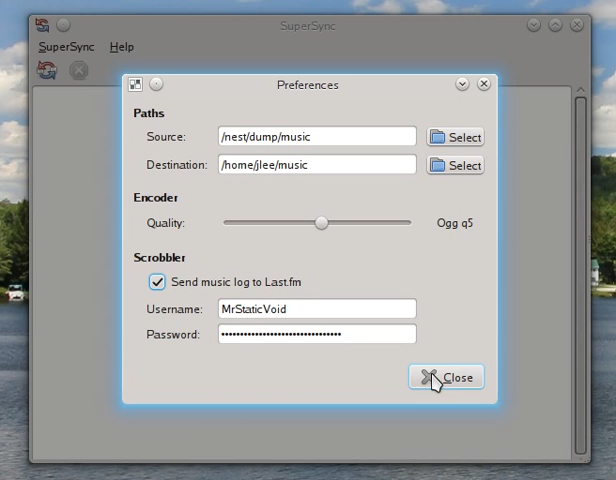 SuperSync
SuperSync Help
Preferences
Paths
Source: /nest/dump/music Select
Destination: /home/jlee/music Select
Encoder
Quality: Ogg q5
Scrobbler
Send music log to Last.fm
Username: MrStaticVoid
Password: ••••••••••••••••••••••••••••••••
Close